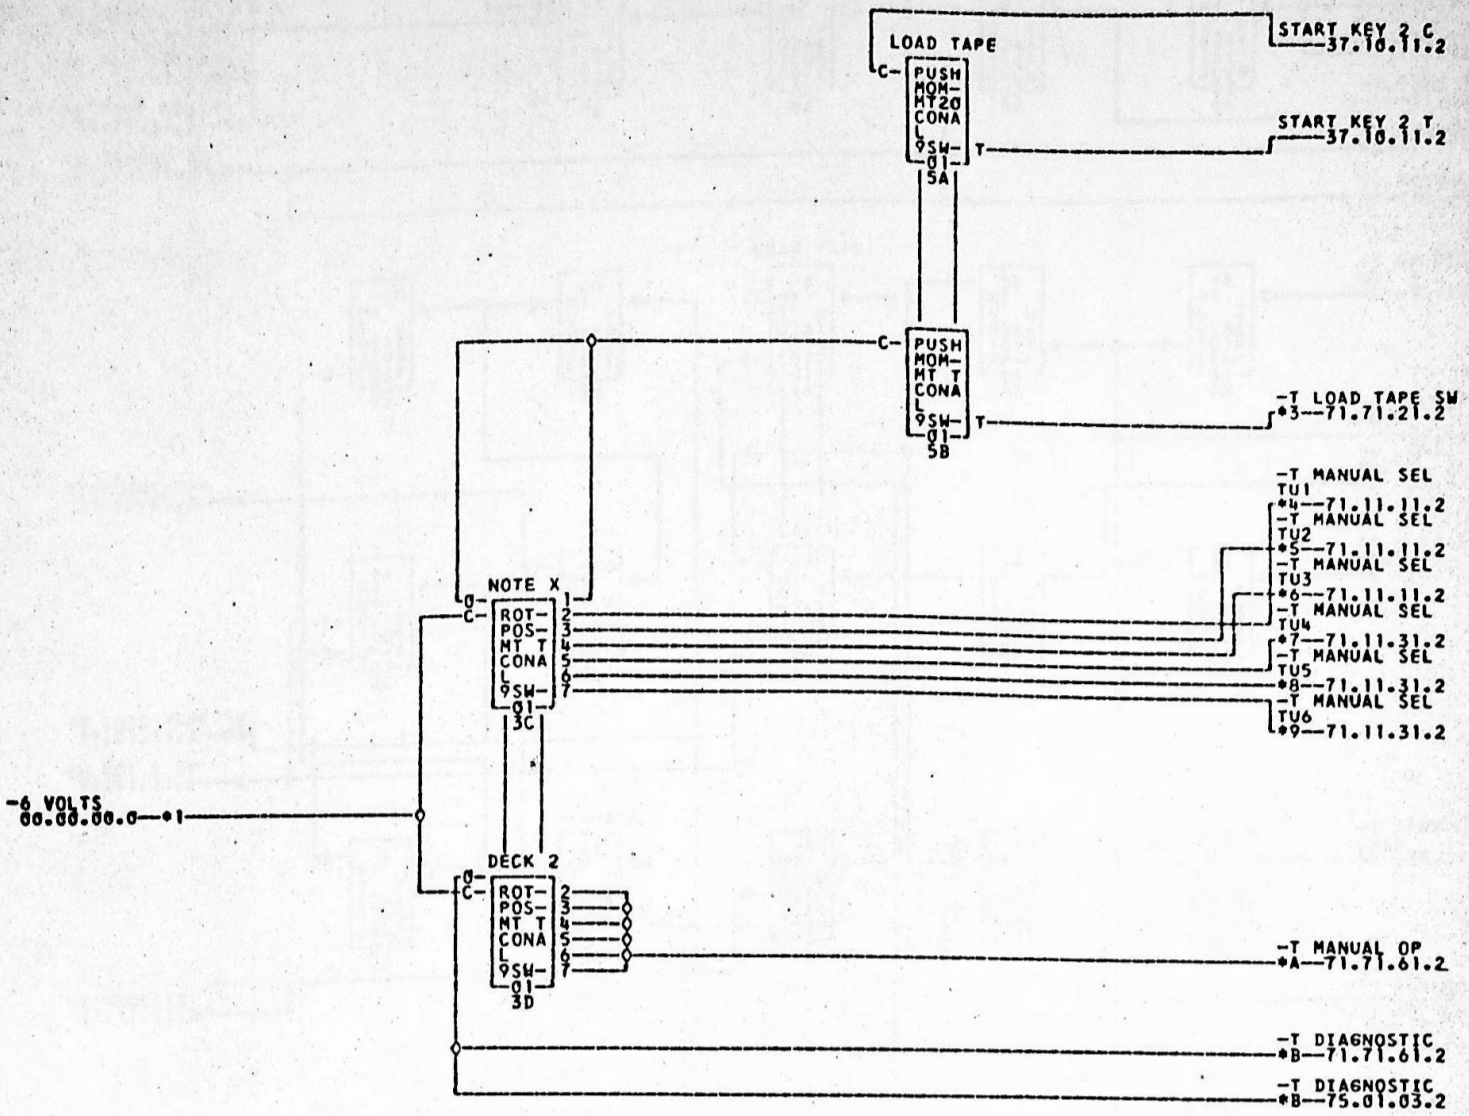 START KEY 2 C
37.10.11.2
LOAD TAPE
C-
PUSH
MOM-
MT20
CONA
L
9SW-
T
01
5A
START KEY 2 T
37.10.11.2
C-
PUSH
MOM-
MT T
CONA
L
9SW-
T
01
5B
-T LOAD TAPE SW
*3--71.71.21.2
-T MANUAL SEL
TU1
*4--71.11.11.2
-T MANUAL SEL
TU2
*5--71.11.11.2
-T MANUAL SEL
TU3
*6--71.11.11.2
-T MANUAL SEL
TU4
*7--71.11.31.2
-T MANUAL SEL
TU5
*8--71.11.31.2
-T MANUAL SEL
TU6
*9--71.11.31.2
NOTE X
0
1
C-
ROT- 2
POS- 3
MT T 4
CONA 5
L 6
9SW- 7
01
3C
-6 VOLTS
00.00.00.0--*1
DECK 2
0
C-
ROT- 2
POS- 3
MT T 4
CONA 5
L 6
9SW- 7
01
3D
-T MANUAL OP
*A--71.71.61.2
-T DIAGNOSTIC
*B--71.71.61.2
-T DIAGNOSTIC
*B--75.01.03.2